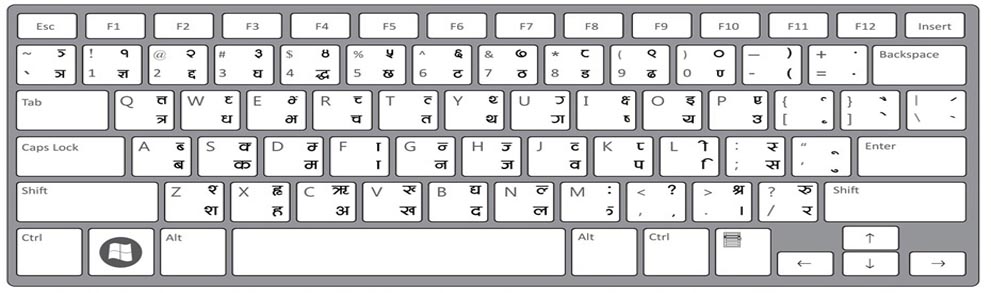 Esc F1 F2 F3 F4 F5 F6 F7 F8 F9 F10 F11 F12 Insert
~ ! १ @ २ # ३ $ ४ % ५ ^ ६ & ७ * ८ ( ९ ) ० — ) + . Backspace
` त्र 1 ज्ञ 2 द्द 3 घ 4 द्ध 5 छ 6 ट 7 ठ 8 ड 9 ढ 0 ण - ( = .
Tab Q त्त W ध् E भ् R च् T त् Y थ् U ग् I क्ष् O इ P ए { }  |
त्र ध भ च त थ ग ष् य उ [ ] \
Caps Lock A ब् S क् D म् F ा G न् H ज् J व् K प् L ी : स् “ Enter
ब क म ा न ज व प ि ; स ‘ ु
Shift Z श् X ह्न C ऋ V ख् B द्य N ल् M : < ? > श्र ? रु Shift
श ह अ ख द ल , , . । / र
Ctrl Alt Alt Ctrl ↑
← ↓ →